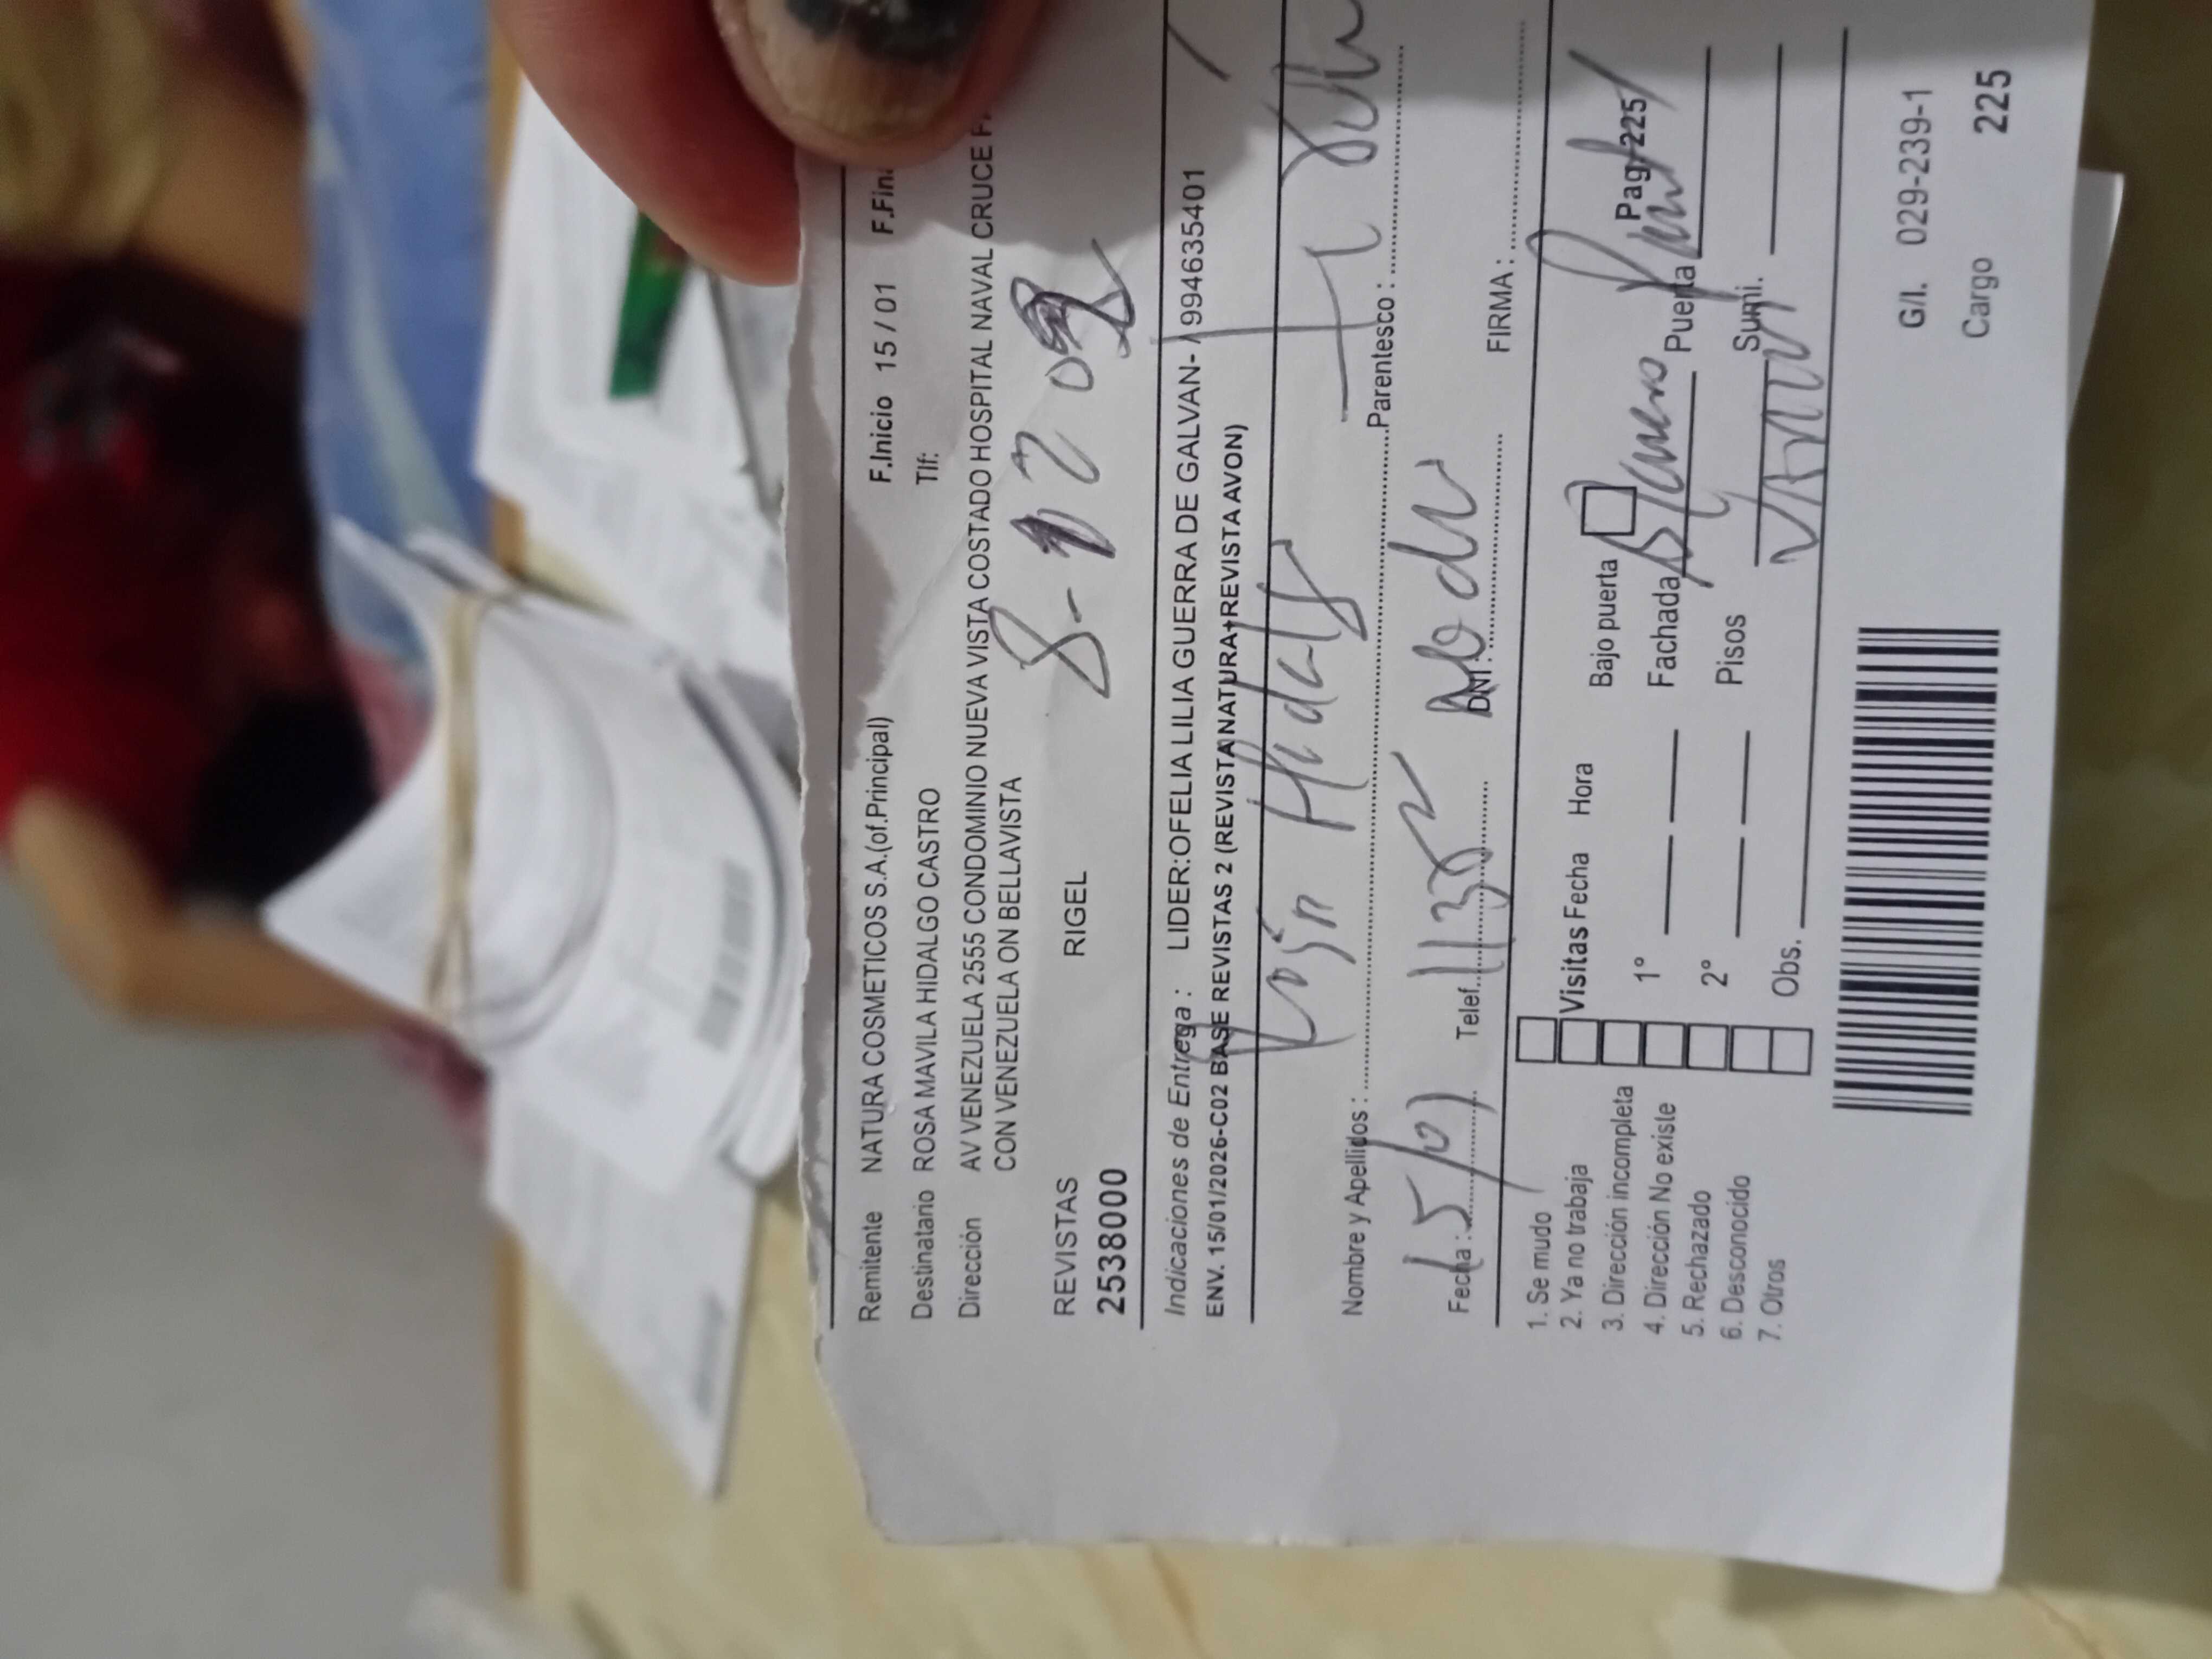 F.Inicio 15 / 01 F.Fin
Remitente NATURA COSMETICOS S.A.(of.Principal) Tlf:
Destinatario ROSA MAVILA HIDALGO CASTRO
Dirección AV VENEZUELA 2555 CONDOMINIO NUEVA VISTA COSTADO HOSPITAL NAVAL CRUCE
CON VENEZUELA ON BELLAVISTA
REVISTAS RIGEL
2538000
Indicaciones de Entrega : LIDER:OFELIA LILIA GUERRA DE GALVAN- / 994635401 /
ENV. 15/01/2026-C02 BASE REVISTAS 2 (REVISTA NATURA+REVISTA AVON)
Nombre y Apellidos : Parentesco :
Fecha : 15/01 Telef. DNI: FIRMA :
1. Se mudo
2. Ya no trabaja
3. Dirección incompleta
4. Dirección No existe
5. Rechazado
6. Desconocido
7. Otros
Visitas Fecha Hora Bajo puerta Pag-225
1° Fachada Puerta
2° Pisos Sumi.
Obs.
G/I. 029-239-1
Cargo 225